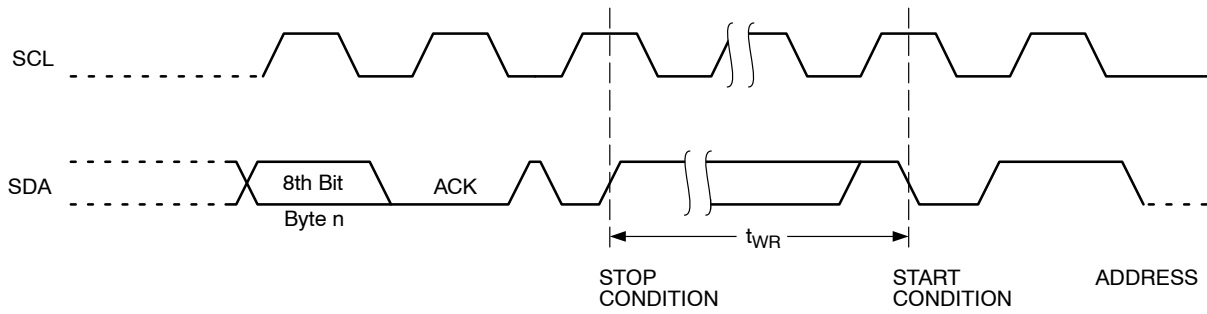 SCL
SDA
8th Bit
ACK
Byte n
tWR
STOP
CONDITION
START
CONDITION
ADDRESS